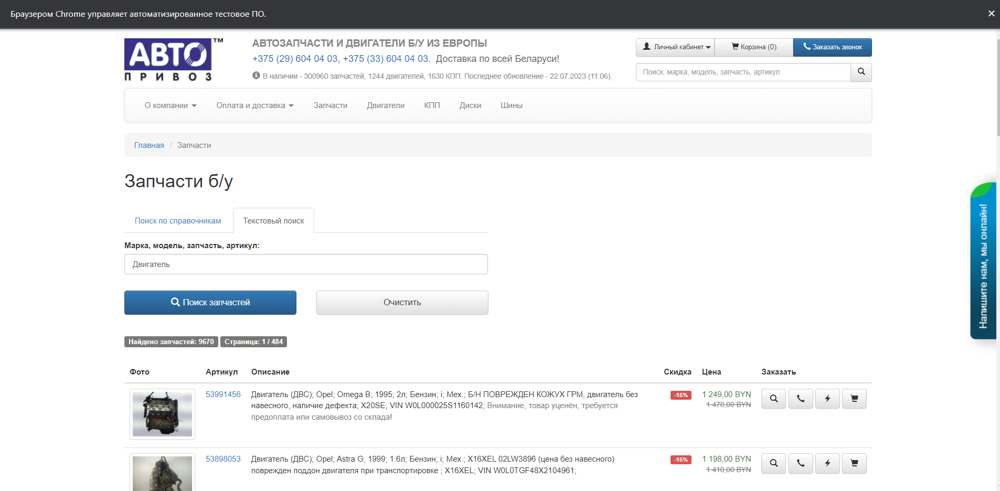 Браузером Chrome управляет автоматизированное тестовое ПО.
АВТО™
ПРИВОЗ
АВТОЗАПЧАСТИ И ДВИГАТЕЛИ Б/У ИЗ ЕВРОПЫ
+375 (29) 604 04 03, +375 (33) 604 04 03. Доставка по всей Беларуси!
В наличии - 300960 запчастей, 1244 двигателей, 1630 КПП. Последнее обновление - 22.07.2023 (11:06).
Личный кабинет Корзина (0) Заказать звонок
Поиск: марка, модель, запчасть, артикул
О компании Оплата и доставка Запчасти Двигатели КПП Диски Шины
Главная / Запчасти
Запчасти б/у
Поиск по справочникам Текстовый поиск
Марка, модель, запчасть, артикул:
Двигатель
Поиск запчастей Очистить
Найдено запчастей: 9670 Страница: 1 / 484
Фото Артикул Описание Скидка Цена Заказать
53991456 Двигатель (ДВС); Opel; Omega B; 1995; 2л; Бензин; i; Мех.; Б/Н ПОВРЕЖДЕН КОЖУХ ГРМ, двигатель без -15% 1 249,00 BYN
навесного, наличие дефекта; X20SE; VIN W0L000025S1160142; Внимание, товар уценён, требуется 1 470,00 BYN
предоплата или самовывоз со склада!
53898053 Двигатель (ДВС); Opel; Astra G; 1999; 1.6л; Бензин; i; Мех.; X16XEL 02LW3896 (цена без навесного) -15% 1 198,00 BYN
поврежден поддон двигателя при транспортировке ; X16XEL; VIN W0L0TGF48X2104961; 1 410,00 BYN
Напишите нам, мы онлайн!